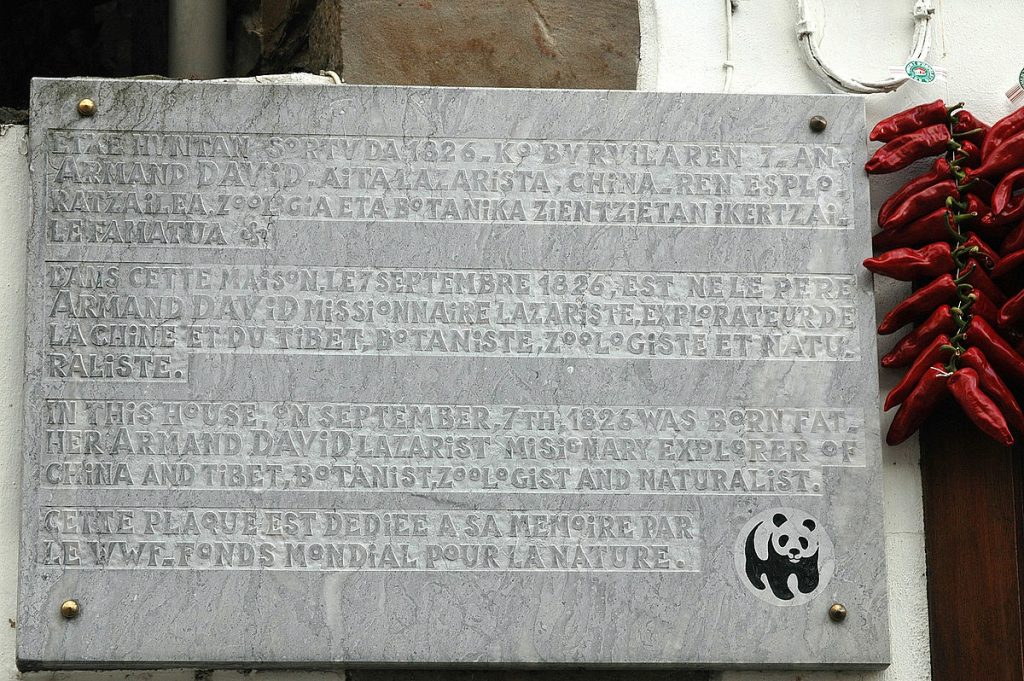 ETXE HUNTAN SORTU DA, 1826.KO BURUILAREN 7.AN,
ARMAND DAVID, AITA LAZARISTA, CHINA-REN ESPLO-
RATZAILEA, ZOOLOGIA ETA BOTANIKA ZIENTZIETAN IKERTZAI-
LE FAMATUA
DANS CETTE MAISON, LE 7 SEPTEMBRE 1826, EST NE LE PERE
ARMAND DAVID MISSIONNAIRE LAZARISTE, EXPLORATEUR DE
LA CHINE ET DU TIBET, BOTANISTE, ZOOLOGISTE ET NATU-
RALISTE.
IN THIS HOUSE, ON SEPTEMBER, 7TH, 1826 WAS BORN FAT-
HER ARMAND DAVID LAZARIST MISIONARY EXPLORER OF
CHINA AND TIBET, BOTANIST, ZOOLOGIST AND NATURALIST.
CETTE PLAQUE EST DEDIEE A SA MEMOIRE PAR
LE WWF-FONDS MONDIAL POUR LA NATURE.